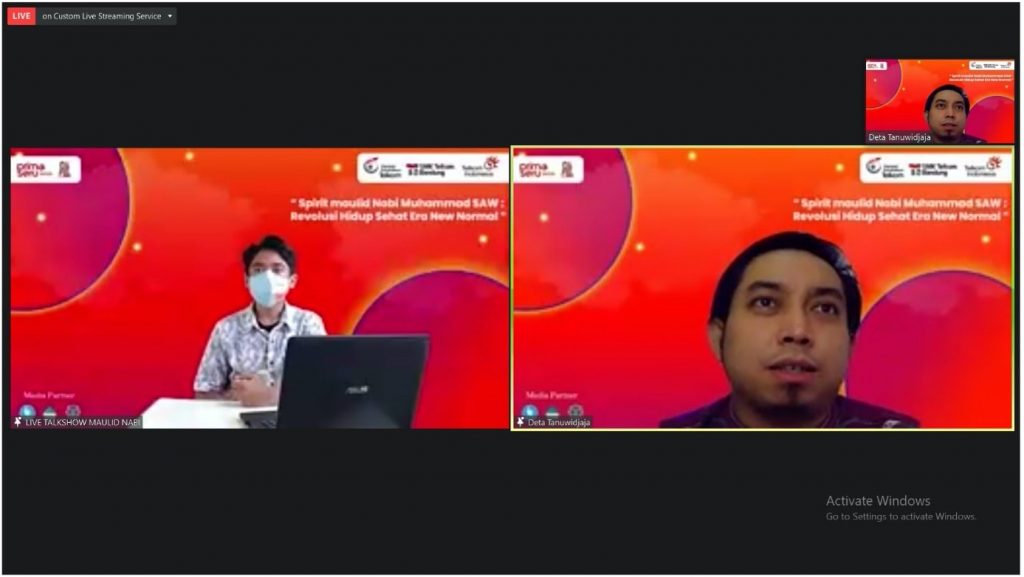 LIVE on Custom Live Streaming Service
Deta Tanuwidjaja
prima
seru
telkom
SMK Telkom
Bandung
Telkom
Indonesia
" Spirit maulid Nabi Muhammad SAW :
Revolusi Hidup Sehat Era New Normal "
ASUS
Media Partner
LIVE TALKSHOW MAULID NABI
prima
seru
telkom
SMK Telkom
Bandung
Telkom
Indonesia
" Spirit maulid Nabi Muhammad SAW :
Revolusi Hidup Sehat Era New Normal "
Media Partner
Deta Tanuwidjaja
Activate Windows
Go to Settings to activate Windows.